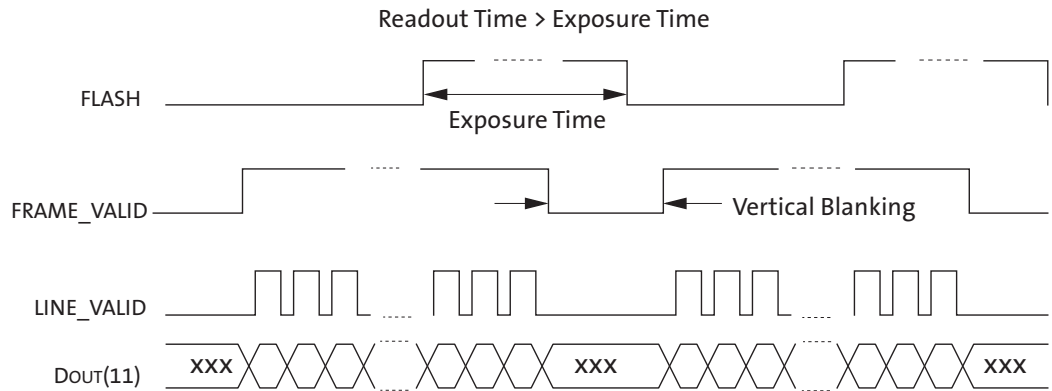 Readout Time > Exposure Time
FLASH
Exposure Time
FRAME_VALID
Vertical Blanking
LINE_VALID
DOUT(11)
XXX
XXX
XXX